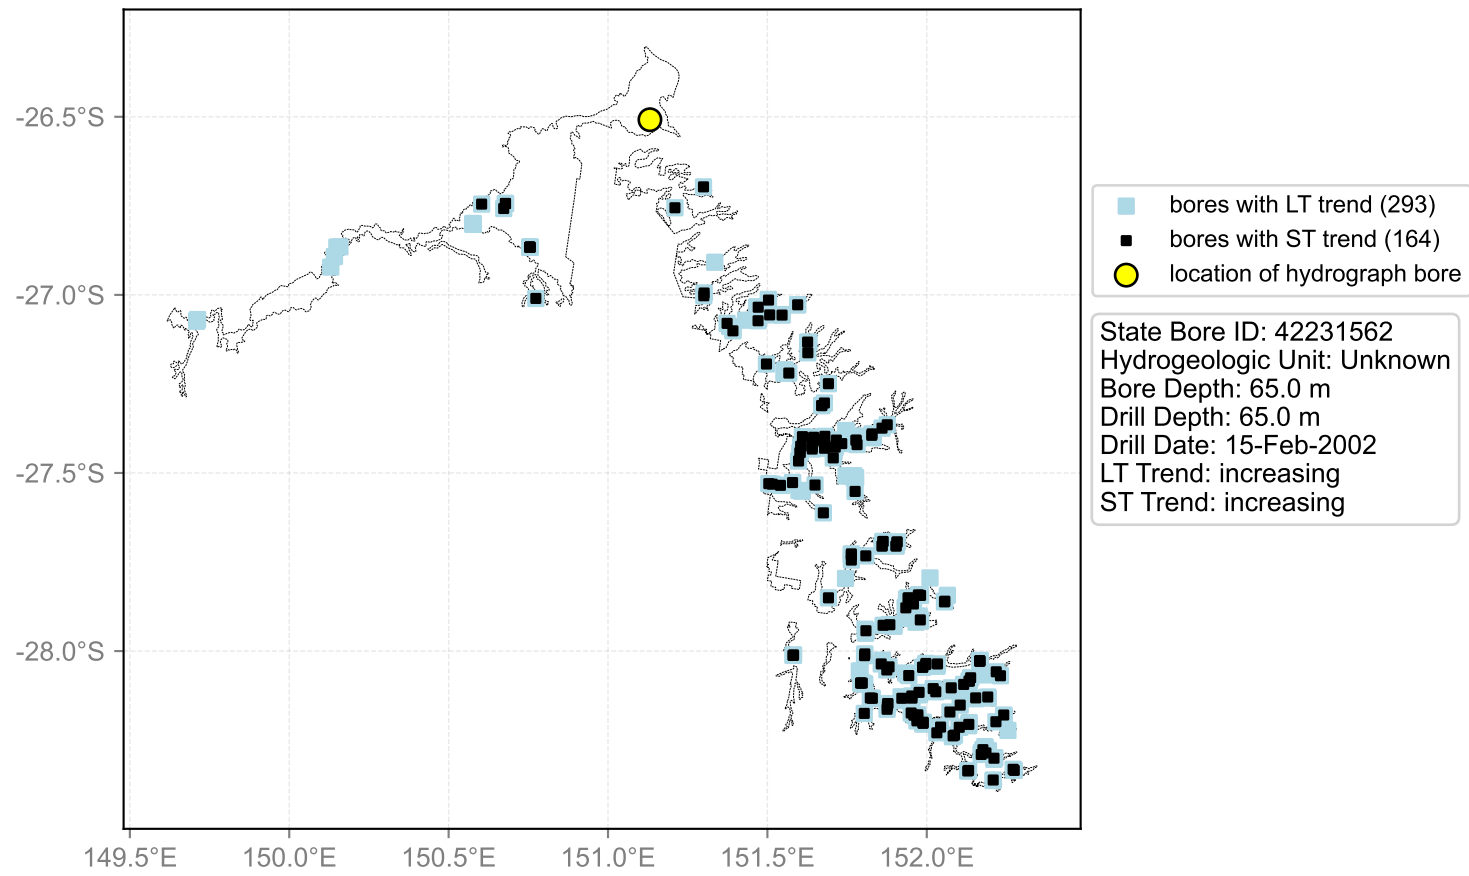 -26.5°S
-27.0°S
-27.5°S
-28.0°S
149.5°E 150.0°E 150.5°E 151.0°E 151.5°E 152.0°E
bores with LT trend (293)
bores with ST trend (164)
location of hydrograph bore
State Bore ID: 42231562
Hydrogeologic Unit: Unknown
Bore Depth: 65.0 m
Drill Depth: 65.0 m
Drill Date: 15-Feb-2002
LT Trend: increasing
ST Trend: increasing